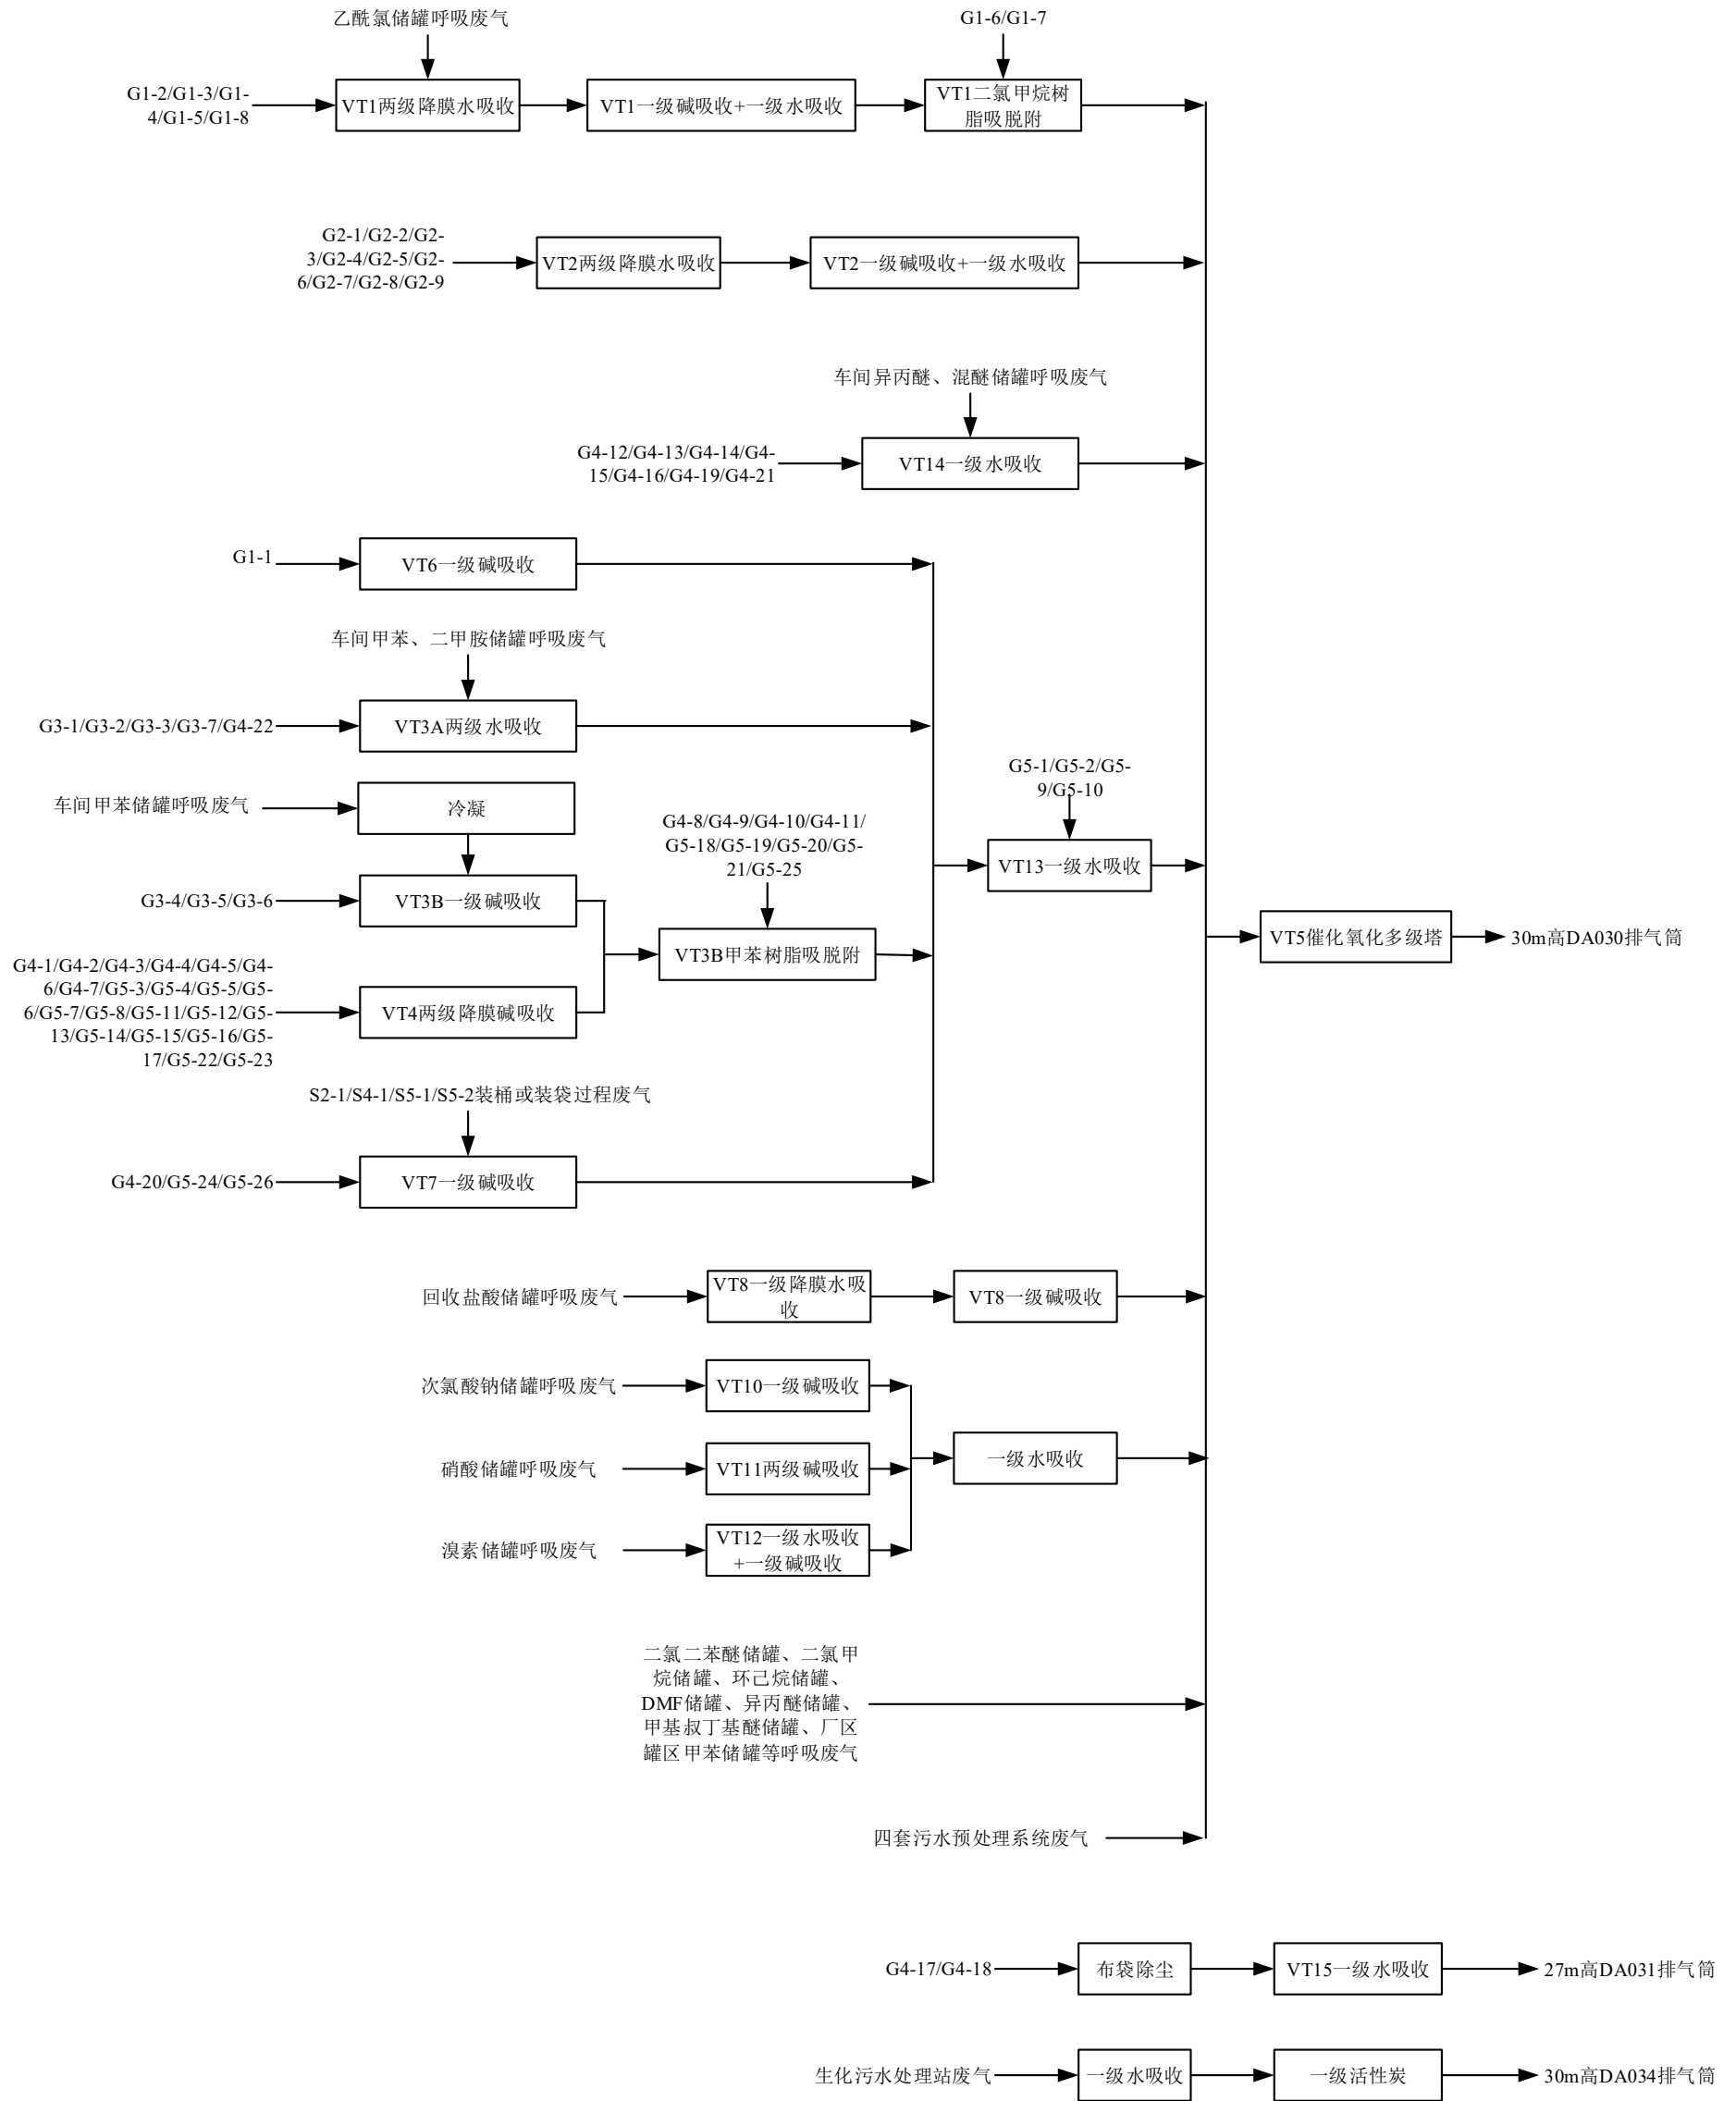 乙酰氯储罐呼吸废气
G1-6/G1-7
G1-2/G1-3/G1-
4/G1-5/G1-8
VT1两级降膜水吸收
VT1一级碱吸收+一级水吸收
VT1二氯甲烷树
脂吸脱附
G2-1/G2-2/G2-
3/G2-4/G2-5/G2-
6/G2-7/G2-8/G2-9
VT2两级降膜水吸收
VT2一级碱吸收+一级水吸收
车间异丙醚、混醚储罐呼吸废气
G4-12/G4-13/G4-14/G4-
15/G4-16/G4-19/G4-21
VT14一级水吸收
G1-1
VT6一级碱吸收
车间甲苯、二甲胺储罐呼吸废气
G3-1/G3-2/G3-3/G3-7/G4-22
VT3A两级水吸收
车间甲苯储罐呼吸废气
冷凝
G3-4/G3-5/G3-6
VT3B一级碱吸收
G4-8/G4-9/G4-10/G4-11/
G5-18/G5-19/G5-20/G5-
21/G5-25
VT3B甲苯树脂吸脱附
G5-1/G5-2/G5-
9/G5-10
VT13一级水吸收
VT5催化氧化多级塔
30m高DA030排气筒
G4-1/G4-2/G4-3/G4-4/G4-5/G4-
6/G4-7/G5-3/G5-4/G5-5/G5-
6/G5-7/G5-8/G5-11/G5-12/G5-
13/G5-14/G5-15/G5-16/G5-
17/G5-22/G5-23
VT4两级降膜碱吸收
S2-1/S4-1/S5-1/S5-2装桶或装袋过程废气
G4-20/G5-24/G5-26
VT7一级碱吸收
回收盐酸储罐呼吸废气
VT8一级降膜水吸
收
VT8一级碱吸收
次氯酸钠储罐呼吸废气
VT10一级碱吸收
硝酸储罐呼吸废气
VT11两级碱吸收
一级水吸收
溴素储罐呼吸废气
VT12一级水吸收
+一级碱吸收
二氯二苯醚储罐、二氯甲
烷储罐、环己烷储罐、
DMF储罐、异丙醚储罐、
甲基叔丁基醚储罐、厂区
罐区甲苯储罐等呼吸废气
四套污水预处理系统废气
G4-17/G4-18
布袋除尘
VT15一级水吸收
27m高DA031排气筒
生化污水处理站废气
一级水吸收
一级活性炭
30m高DA034排气筒